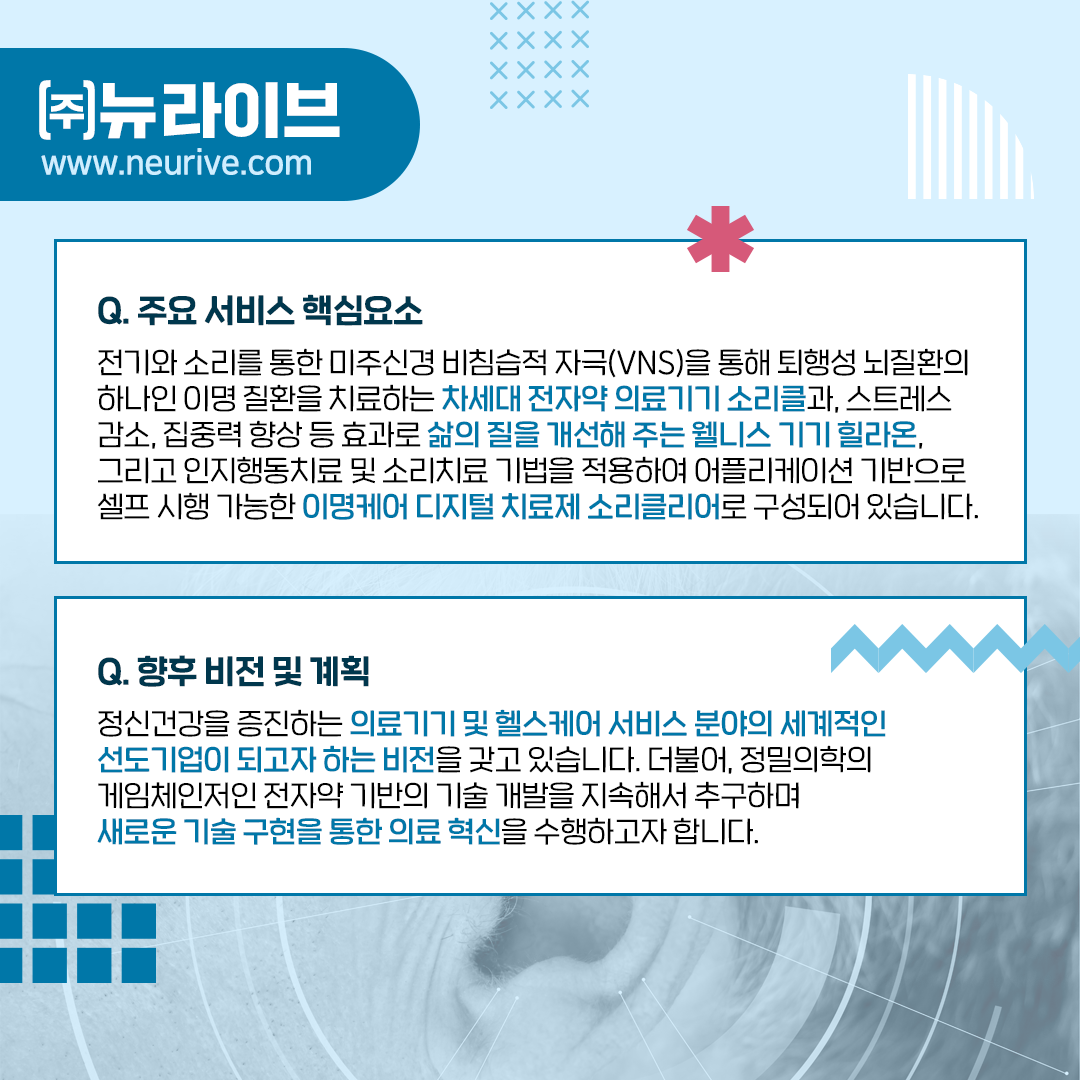 ㈜뉴라이브
www.neurive.com
Q. 주요 서비스 핵심요소
전기와 소리를 통한 미주신경 비침습적 자극(VNS)을 통해 퇴행성 뇌질환의
하나인 이명 질환을 치료하는 차세대 전자약 의료기기 소리클과, 스트레스
감소, 집중력 향상 등 효과로 삶의 질을 개선해 주는 웰니스 기기 힐라온,
그리고 인지행동치료 및 소리치료 기법을 적용하여 어플리케이션 기반으로
셀프 시행 가능한 이명케어 디지털 치료제 소리클리어로 구성되어 있습니다.
Q. 향후 비전 및 계획
정신건강을 증진하는 의료기기 및 헬스케어 서비스 분야의 세계적인
선도기업이 되고자 하는 비전을 갖고 있습니다. 더불어, 정밀의학의
게임체인저인 전자약 기반의 기술 개발을 지속해서 추구하며
새로운 기술 구현을 통한 의료 혁신을 수행하고자 합니다.